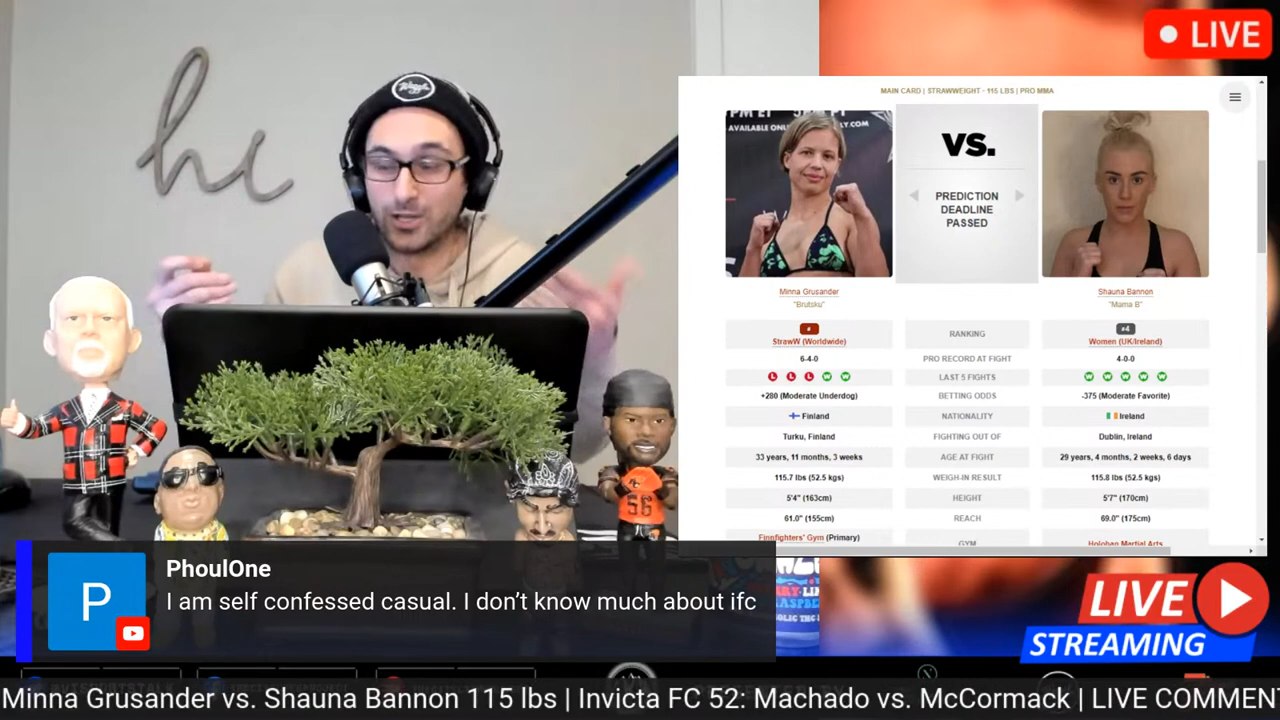 hi
LIVE
MAIN CARD | STRAWWEIGHT - 115 LBS | PRO MMA
AVAILABLE ONL
LY.COM
VS.
PREDICTION
DEADLINE
PASSED
Minna Grusander
"Brutsku"
Shauna Bannon
"Mama B"
StrawW (Worldwide)
RANKING
#4
Women (UK/Ireland)
6-4-0
PRO RECORD AT FIGHT
4-0-0
L L L W W
LAST 5 FIGHTS
W W W W W
+280 (Moderate Underdog)
BETTING ODDS
-375 (Moderate Favorite)
Finland
NATIONALITY
Ireland
Turku, Finland
FIGHTING OUT OF
Dublin, Ireland
33 years, 11 months, 3 weeks
AGE AT FIGHT
29 years, 4 months, 2 weeks, 6 days
115.7 lbs (52.5 kgs)
WEIGH-IN RESULT
115.8 lbs (52.5 kgs)
5'4" (163cm)
HEIGHT
5'7" (170cm)
61.0" (155cm)
REACH
69.0" (175cm)
Finnfighters' Gym (Primary)
GYM
Holohan Martial Arts
56
P
PhoulOne
I am self confessed casual. I don’t know much about ifc
LIVE
STREAMING
Minna Grusander vs. Shauna Bannon 115 lbs | Invicta FC 52: Machado vs. McCormack | LIVE COMMEN